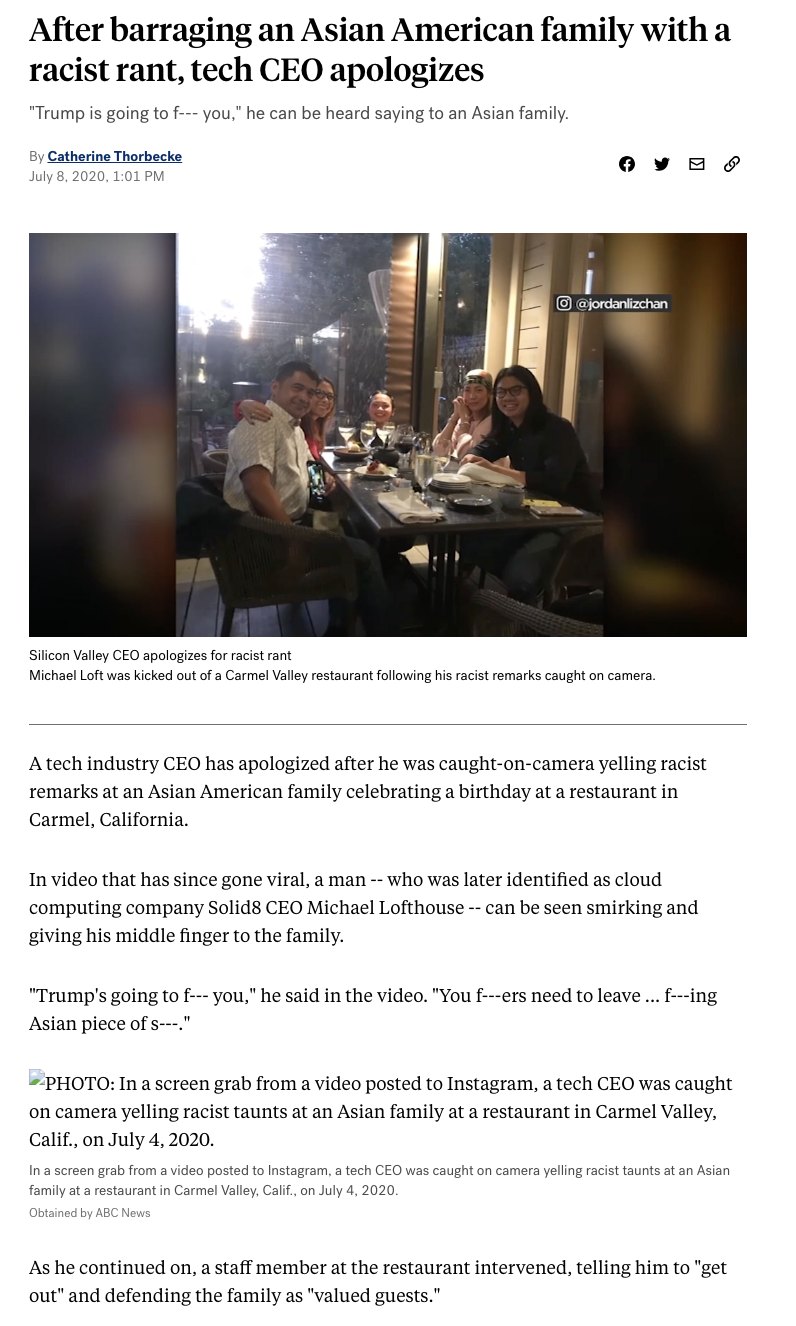 After barraging an Asian American family with a
racist rant, tech CEO apologizes
"Trump is going to f--- you," he can be heard saying to an Asian family.
By Catherine Thorbecke
July 8, 2020, 1:01 PM
@jordanlizchan
Silicon Valley CEO apologizes for racist rant
Michael Loft was kicked out of a Carmel Valley restaurant following his racist remarks caught on camera.
A tech industry CEO has apologized after he was caught-on-camera yelling racist
remarks at an Asian American family celebrating a birthday at a restaurant in
Carmel, California.
In video that has since gone viral, a man -- who was later identified as cloud
computing company Solid8 CEO Michael Lofthouse -- can be seen smirking and
giving his middle finger to the family.
"Trump's going to f--- you," he said in the video. "You f---ers need to leave ... f---ing
Asian piece of s---."
PHOTO: In a screen grab from a video posted to Instagram, a tech CEO was caught
on camera yelling racist taunts at an Asian family at a restaurant in Carmel Valley,
Calif., on July 4, 2020.
In a screen grab from a video posted to Instagram, a tech CEO was caught on camera yelling racist taunts at an Asian
family at a restaurant in Carmel Valley, Calif., on July 4, 2020.
Obtained by ABC News
As he continued on, a staff member at the restaurant intervened, telling him to "get
out" and defending the family as "valued guests."